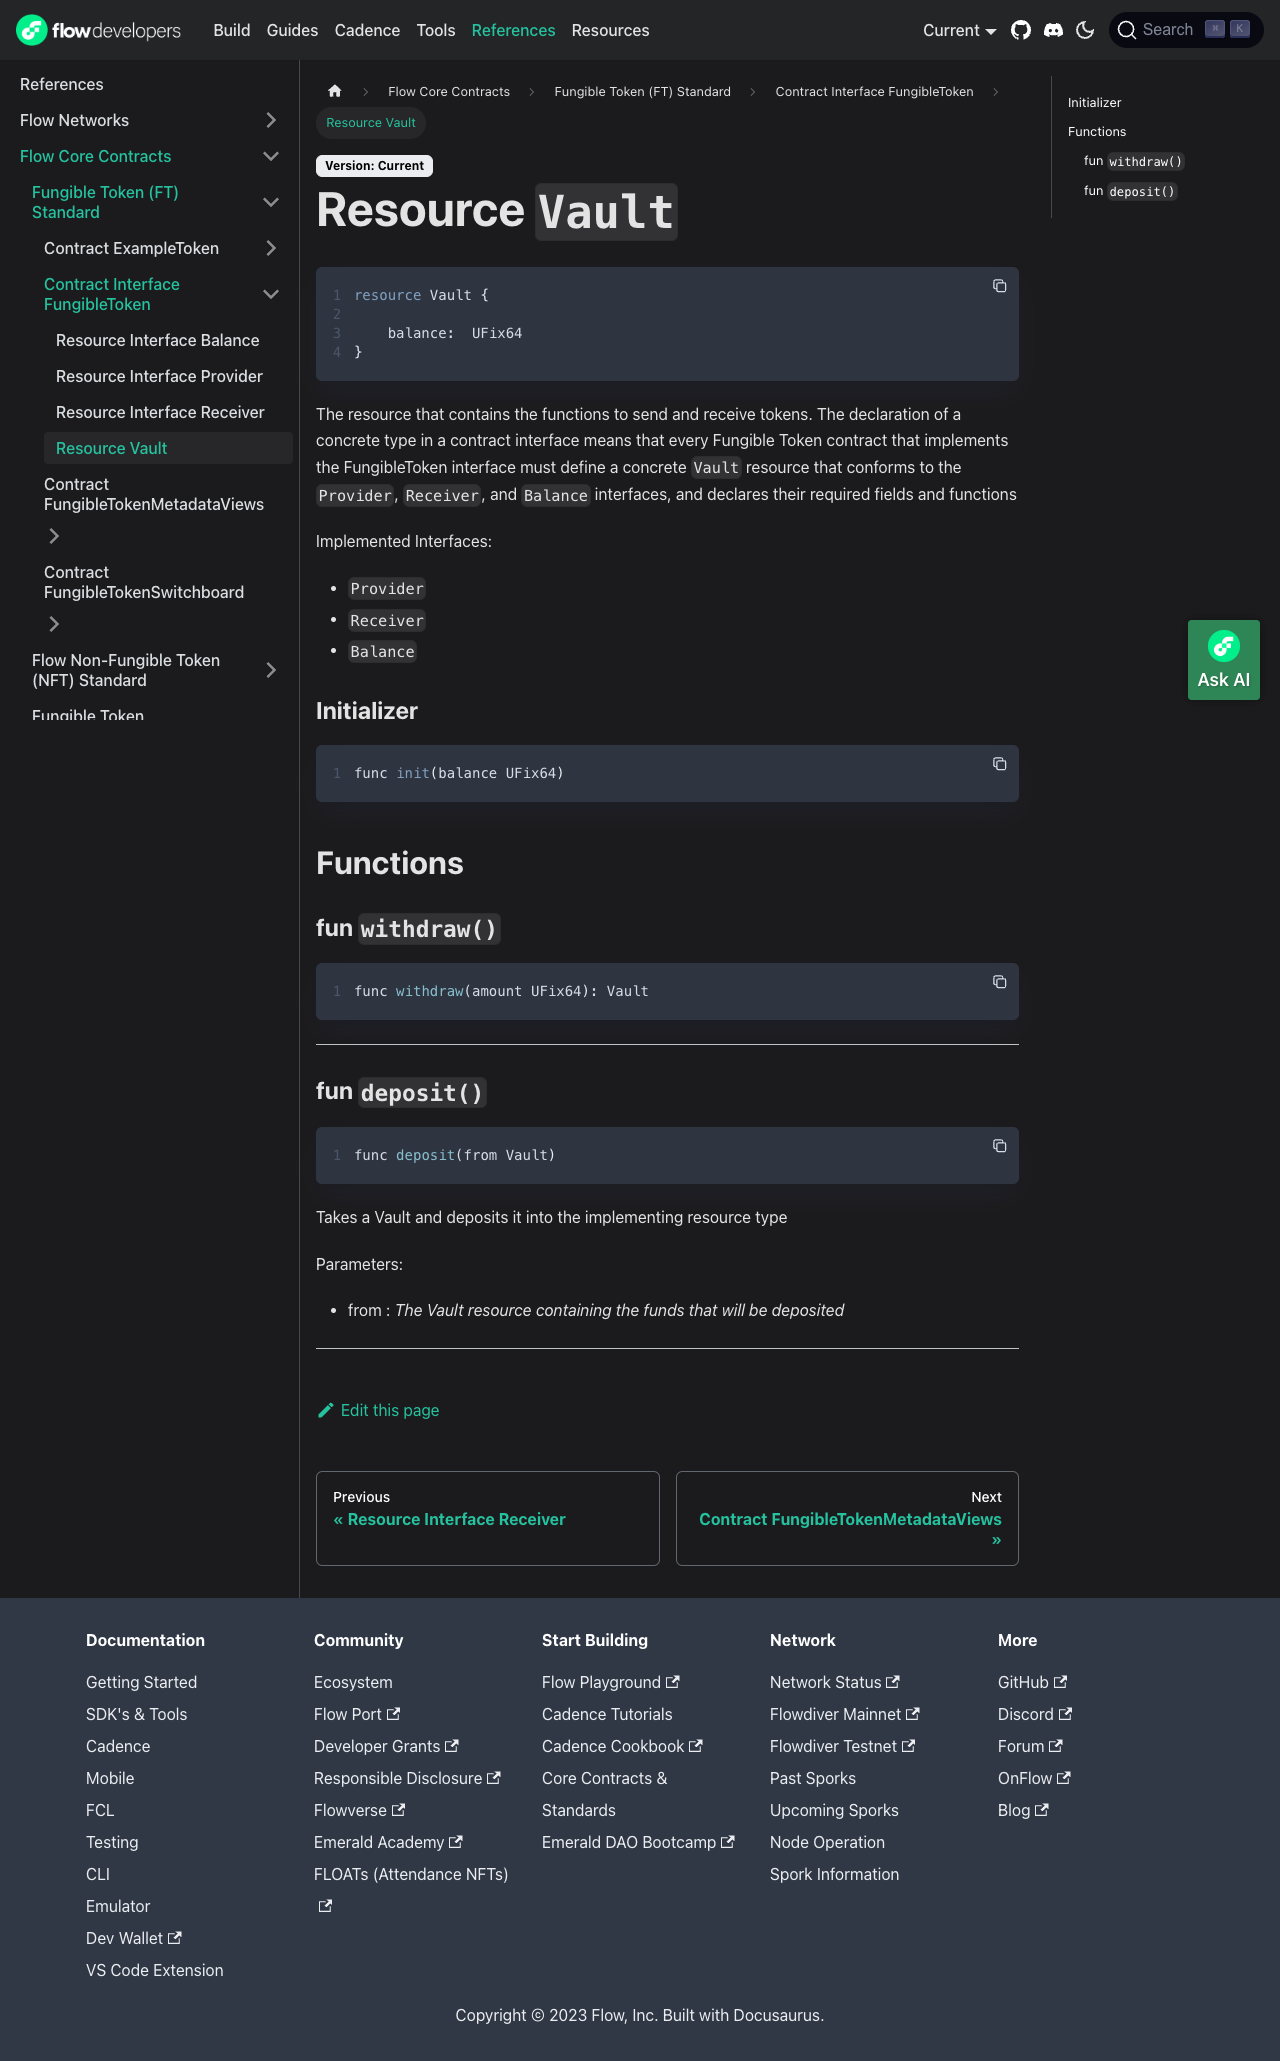 flowdevelopers
Build Guides Cadence Tools References Resources
Current
Search ⌘ K
References
Flow Networks
Flow Core Contracts
Fungible Token (FT)
Standard
Contract ExampleToken
Contract Interface
FungibleToken
Resource Interface Balance
Resource Interface Provider
Resource Interface Receiver
Resource Vault
Contract
FungibleTokenMetadataViews
Contract
FungibleTokenSwitchboard
Flow Non-Fungible Token
(NFT) Standard
Fungible Token
Flow Core Contracts Fungible Token (FT) Standard Contract Interface FungibleToken
Resource Vault
Version: Current
Resource Vault
1 resource Vault {
2
3 balance: UFix64
4 }
The resource that contains the functions to send and receive tokens. The declaration of a
concrete type in a contract interface means that every Fungible Token contract that implements
the FungibleToken interface must define a concrete Vault resource that conforms to the
Provider, Receiver, and Balance interfaces, and declares their required fields and functions
Implemented Interfaces:
• Provider
• Receiver
• Balance
Initializer
1 func init(balance UFix64)
Functions
fun withdraw()
1 func withdraw(amount UFix64): Vault
fun deposit()
1 func deposit(from Vault)
Takes a Vault and deposits it into the implementing resource type
Parameters:
• from : The Vault resource containing the funds that will be deposited
Edit this page
Previous
« Resource Interface Receiver
Next
Contract FungibleTokenMetadataViews
»
Initializer
Functions
fun withdraw()
fun deposit()
Ask AI
Documentation
Getting Started
SDK's & Tools
Cadence
Mobile
FCL
Testing
CLI
Emulator
Dev Wallet
VS Code Extension
Community
Ecosystem
Flow Port
Developer Grants
Responsible Disclosure
Flowverse
Emerald Academy
FLOATs (Attendance NFTs)
Start Building
Flow Playground
Cadence Tutorials
Cadence Cookbook
Core Contracts &
Standards
Emerald DAO Bootcamp
Network
Network Status
Flowdiver Mainnet
Flowdiver Testnet
Past Sporks
Upcoming Sporks
Node Operation
Spork Information
More
GitHub
Discord
Forum
OnFlow
Blog
Copyright © 2023 Flow, Inc. Built with Docusaurus.